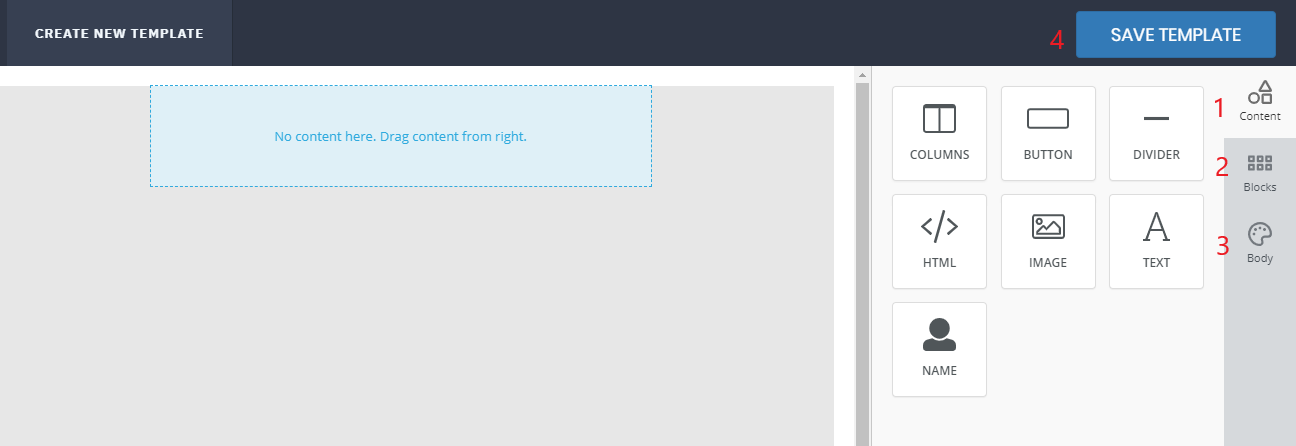 CREATE NEW TEMPLATE
4
SAVE TEMPLATE
No content here. Drag content from right.
COLUMNS
BUTTON
DIVIDER
HTML
IMAGE
TEXT
NAME
1
Content
2
Blocks
3
Body